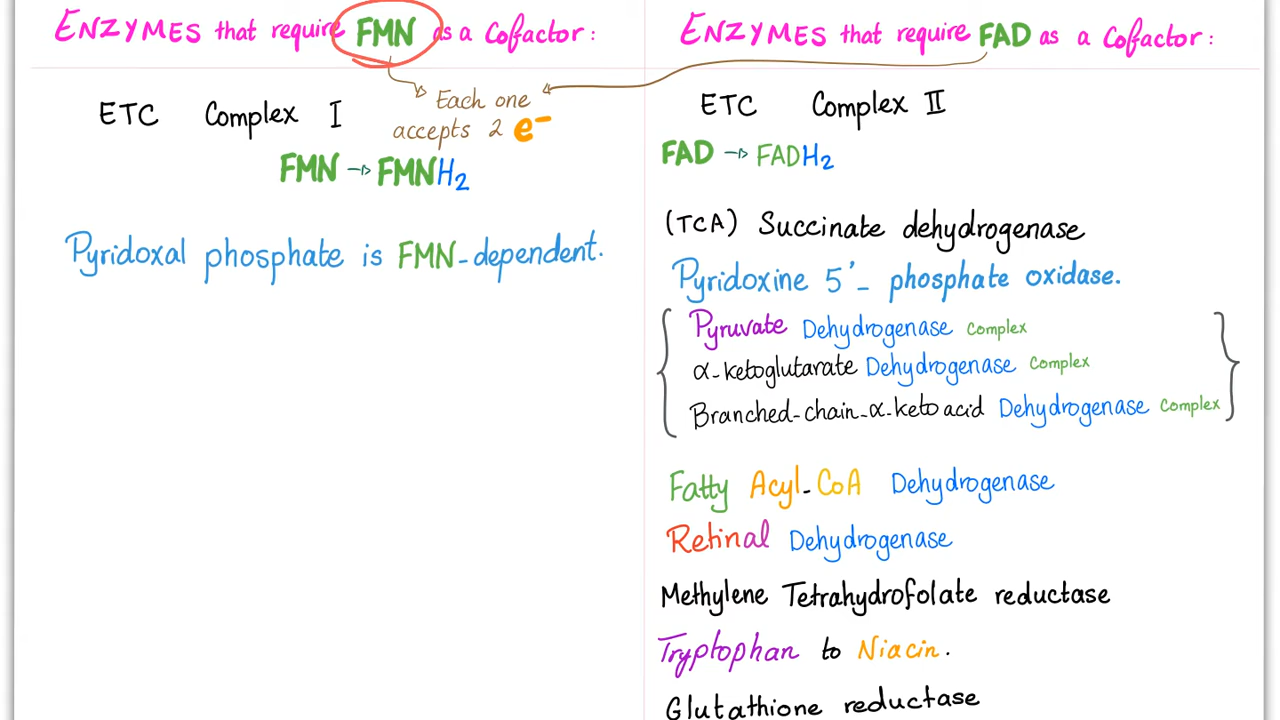 ENZYMES that require FMN as a Cofactor:
ETC Complex I
Each one
accepts 2 e⁻
FMN → FMNH₂
Pyridoxal phosphate is FMN-dependent.
ENZYMES that require FAD as a Cofactor:
ETC Complex II
FAD → FADH₂
(TCA) Succinate dehydrogenase
Pyridoxine 5'- phosphate oxidase.
Pyruvate Dehydrogenase Complex
α-ketoglutarate Dehydrogenase Complex
Branched-chain-α-keto acid Dehydrogenase Complex
Fatty Acyl-CoA Dehydrogenase
Retinal Dehydrogenase
Methylene Tetrahydrofolate reductase
Tryptophan to Niacin.
Glutathione reductase